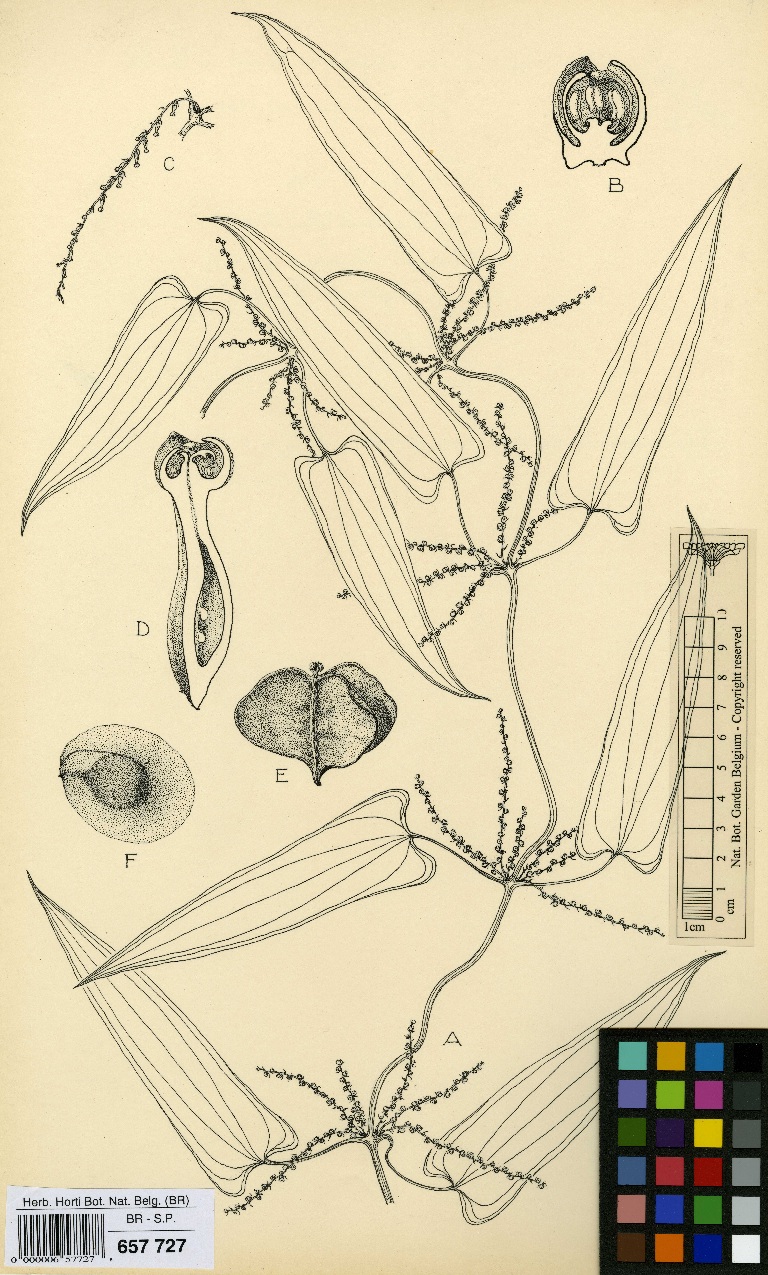 C
B
D
E
F
A
10
9
8
7
6
5
4
3
2
1
0
cm
1cm
Nat. Bot. Garden Belgium - Copyright reserved
Herb. Horti Bot. Nat. Belg. (BR)
BR - S.P.
657 727